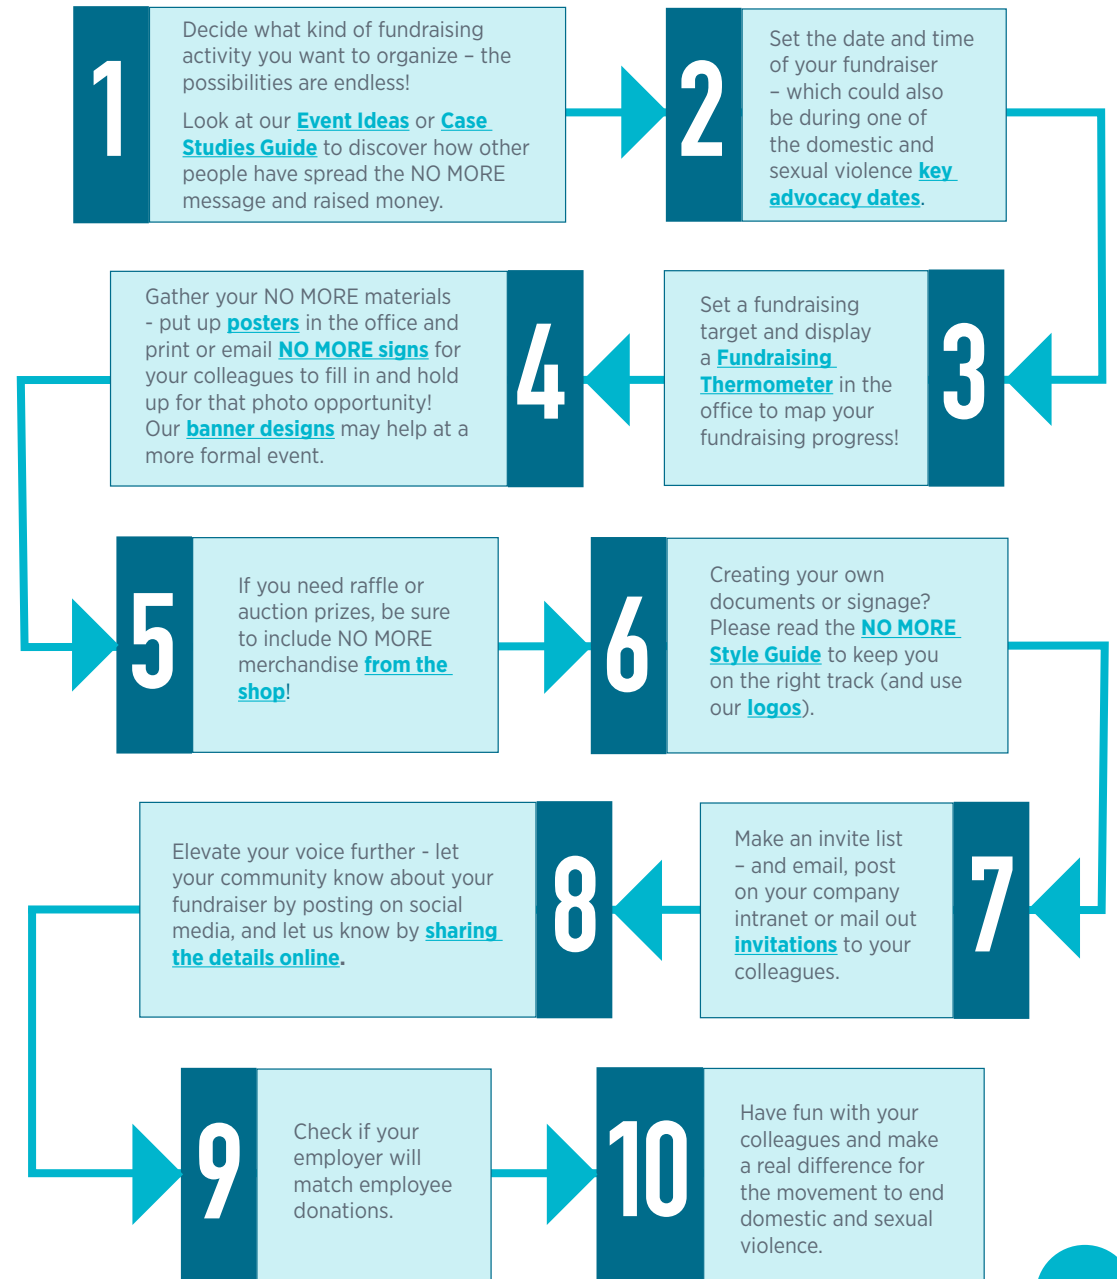 1
Decide what kind of fundraising
activity you want to organize – the
possibilities are endless!
Look at our Event Ideas or Case
Studies Guide to discover how other
people have spread the NO MORE
message and raised money.
2
Set the date and time
of your fundraiser
– which could also
be during one of
the domestic and
sexual violence key
advocacy dates.
3
Set a fundraising
target and display
a Fundraising
Thermometer in the
office to map your
fundraising progress!
4
Gather your NO MORE materials
- put up posters in the office and
print or email NO MORE signs for
your colleagues to fill in and hold
up for that photo opportunity!
Our banner designs may help at a
more formal event.
5
If you need raffle or
auction prizes, be sure
to include NO MORE
merchandise from the
shop!
6
Creating your own
documents or signage?
Please read the NO MORE
Style Guide to keep you
on the right track (and use
our logos).
7
Make an invite list
– and email, post
on your company
intranet or mail out
invitations to your
colleagues.
8
Elevate your voice further - let
your community know about your
fundraiser by posting on social
media, and let us know by sharing
the details online.
9
Check if your
employer will
match employee
donations.
10
Have fun with your
colleagues and make
a real difference for
the movement to end
domestic and sexual
violence.